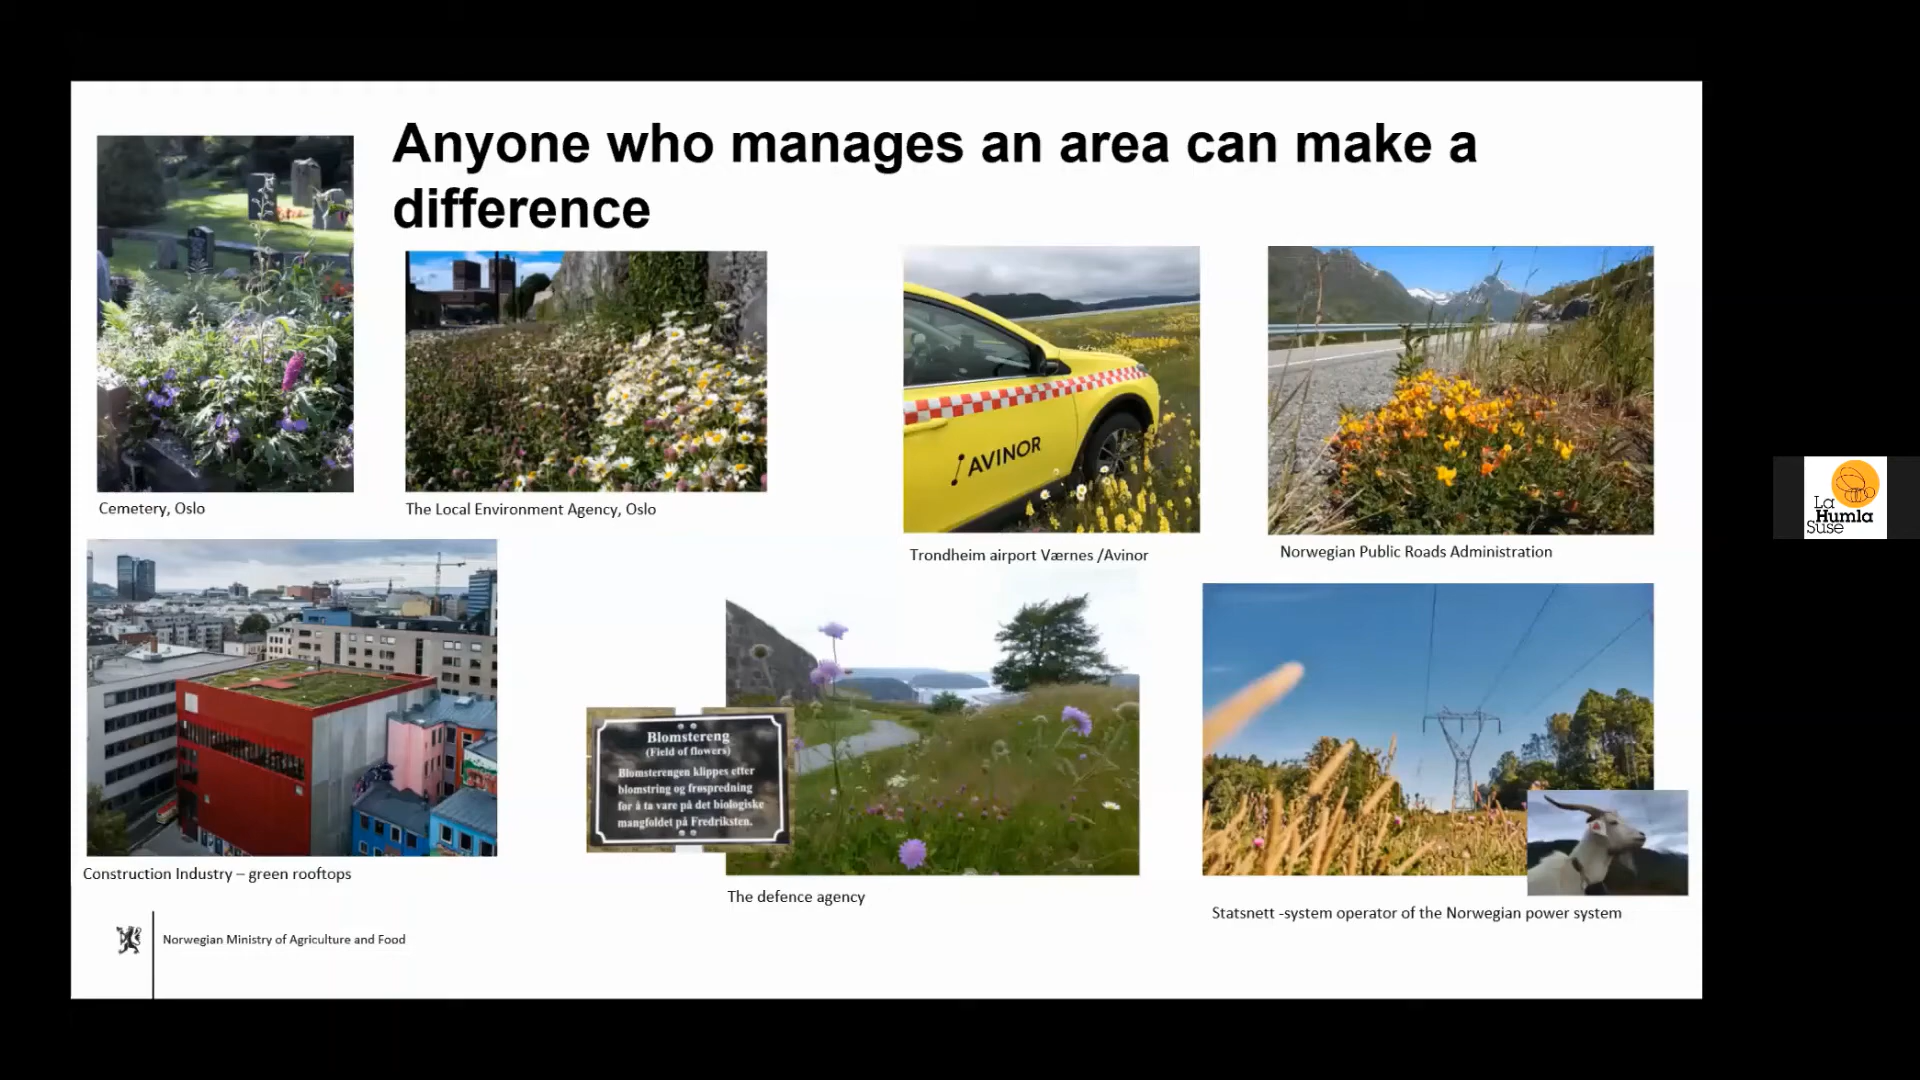 Anyone who manages an area can make a
difference
Cemetery, Oslo
The Local Environment Agency, Oslo
AVINOR
Trondheim airport Værnes /Avinor
Norwegian Public Roads Administration
Construction Industry – green rooftops
Blomstereng
(Field of flowers)
Blomsterengen klippes etter
blomstring og frøspredning
for å ta vare på det biologiske
mangfoldet på Fredriksten.
The defence agency
Statsnett -system operator of the Norwegian power system
Norwegian Ministry of Agriculture and Food
La
Humla
Suse